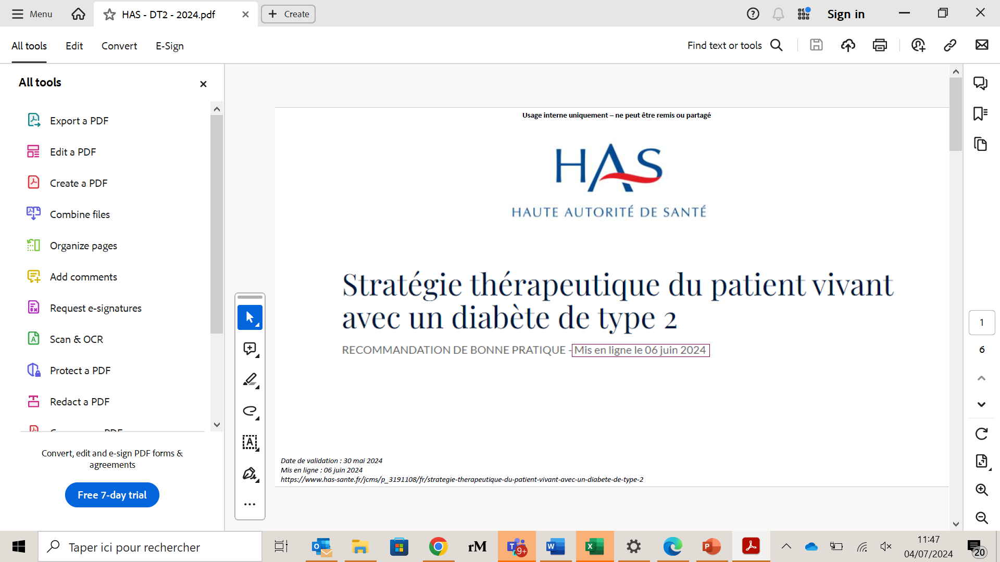 Menu
HAS - DT2 - 2024.pdf
Create
Sign in
All tools
Edit
Convert
E-Sign
Find text or tools
All tools
Export a PDF
Edit a PDF
Create a PDF
Combine files
Organize pages
Add comments
Request e-signatures
Scan & OCR
Protect a PDF
Redact a PDF
Convert, edit and e-sign PDF forms &
agreements
Free 7-day trial
Usage interne uniquement – ne peut être remis ou partagé
HAS
HAUTE AUTORITÉ DE SANTÉ
Stratégie thérapeutique du patient vivant
avec un diabète de type 2
RECOMMANDATION DE BONNE PRATIQUE - Mis en ligne le 06 juin 2024
Date de validation : 30 mai 2024
Mis en ligne : 06 juin 2024
https://www.has-sante.fr/jcms/p_3191108/fr/strategie-therapeutique-du-patient-vivant-avec-un-diabete-de-type-2
1
6
Taper ici pour rechercher
rM
9+
11:47
04/07/2024
20